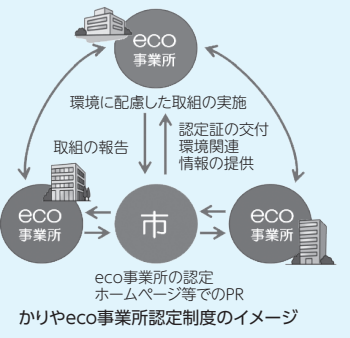 eco
事業所
環境に配慮した取組の実施
取組の報告
認定証の交付
環境関連
情報の提供
eco
事業所
市
eco
事業所
eco事業所の認定
ホームページ等でのPR
かりやeco事業所認定制度のイメージ